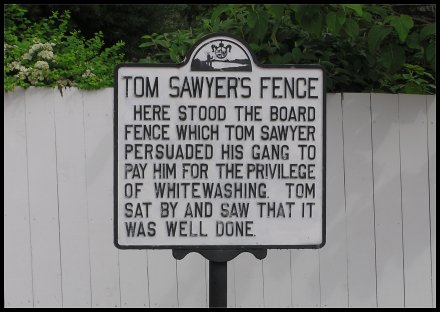 TOM SAWYER'S FENCE
HERE STOOD THE BOARD
FENCE WHICH TOM SAWYER
PERSUADED HIS GANG TO
PAY HIM FOR THE PRIVILEGE
OF WHITEWASHING. TOM
SAT BY AND SAW THAT IT
WAS WELL DONE.